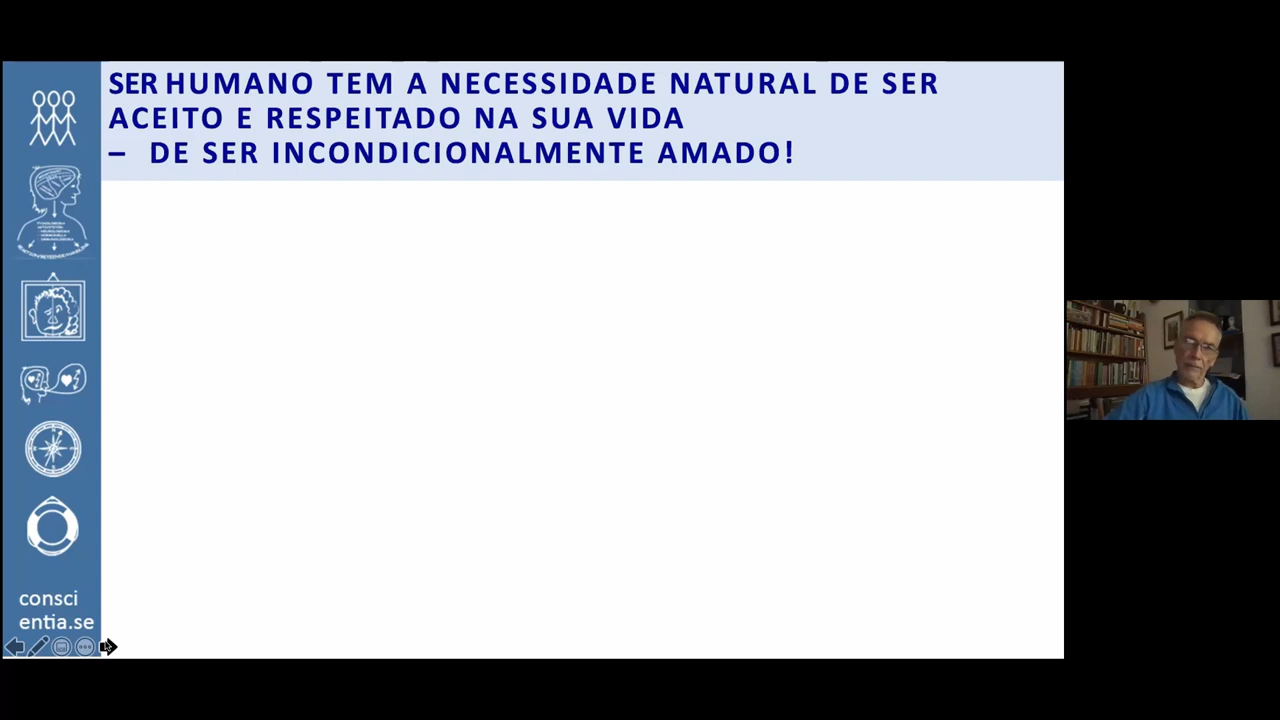 SER HUMANO TEM A NECESSIDADE NATURAL DE SER
ACEITO E RESPEITADO NA SUA VIDA
– DE SER INCONDICIONALMENTE AMADO!
consci
entia.se